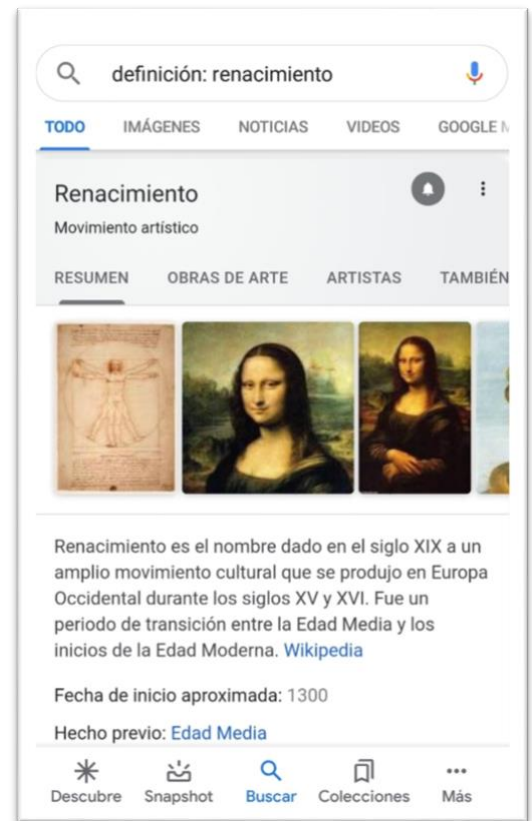 definición: renacimiento
TODO IMÁGENES NOTICIAS VIDEOS GOOGLE
Renacimiento
Movimiento artístico
RESUMEN OBRAS DE ARTE ARTISTAS TAMBIÉN
Renacimiento es el nombre dado en el siglo XIX a un
amplio movimiento cultural que se produjo en Europa
Occidental durante los siglos XV y XVI. Fue un
periodo de transición entre la Edad Media y los
inicios de la Edad Moderna. Wikipedia
Fecha de inicio aproximada: 1300
Hecho previo: Edad Media
Descubre Snapshot Buscar Colecciones Más